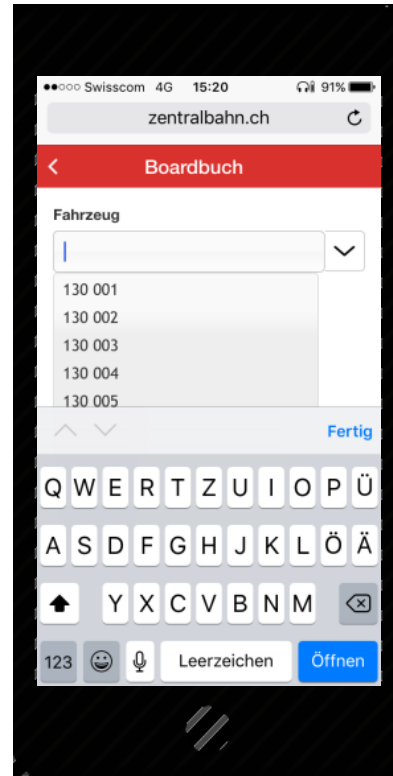 Swisscom 4G 15:20 91%
zentralbahn.ch
Boardbuch
Fahrzeug
130 001
130 002
130 003
130 004
130 005
Fertig
Q W E R T Z U I O P Ü
A S D F G H J K L Ö Ä
Y X C V B N M
123 Leerzeichen Öffnen